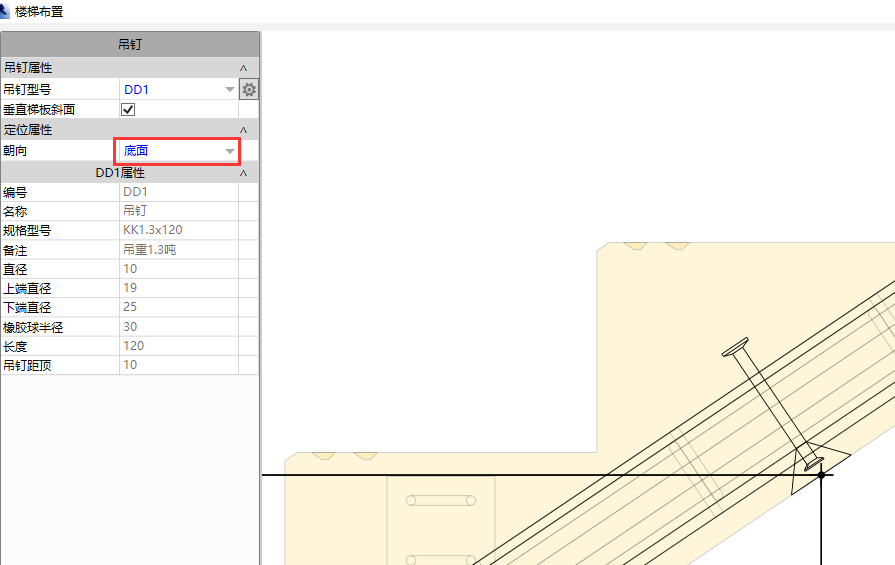 楼梯布置
吊钉
吊钉属性
吊钉型号 DD1
垂直梯板斜面
定位属性
朝向 底面
DD1属性
编号 DD1
名称 吊钉
规格型号 KK1.3x120
备注 吊重1.3吨
直径 10
上端直径 19
下端直径 25
橡胶球半径 30
长度 120
吊钉距顶 10